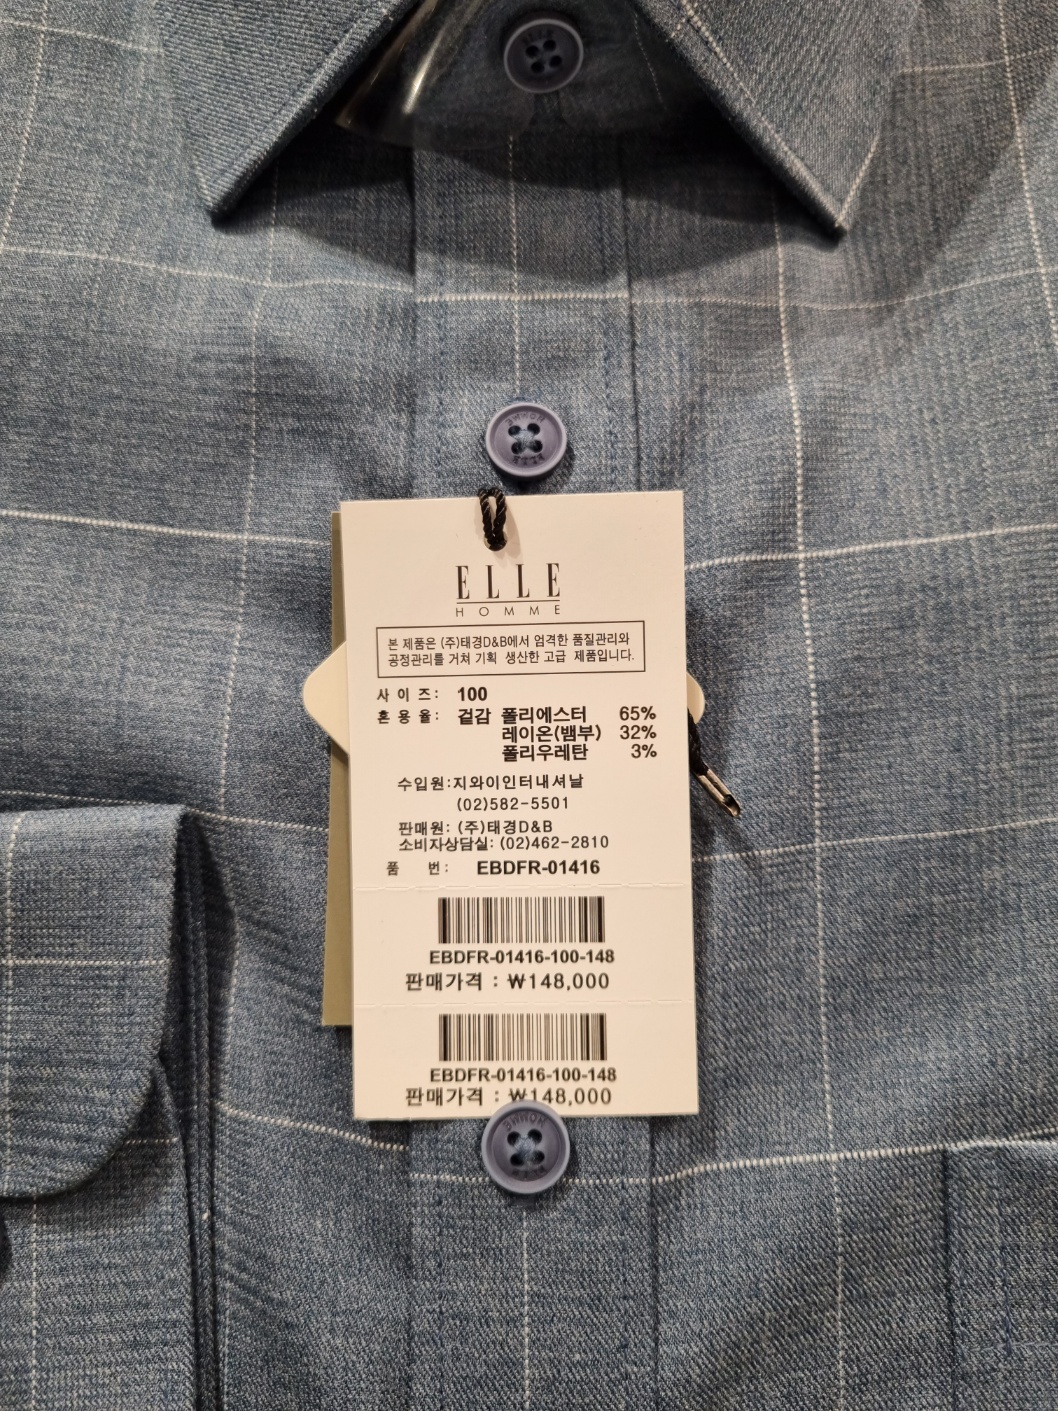 ELLE
HOMME
본 제품은 (주)태경D&B에서 엄격한 품질관리와
공정관리를 거쳐 기획 생산한 고급 제품입니다.
사 이 즈: 100
혼 용 율: 겉감 폴리에스터 65%
레이온(뱀부) 32%
폴리우레탄 3%
수입원:지와이인터내셔날
(02)582-5501
판매원: (주)태경D&B
소비자상담실: (02)462-2810
품 번: EBDFR-01416
EBDFR-01416-100-148
판매가격 : ₩148,000
EBDFR-01416-100-148
판매가격 : ₩148,000
HOMME